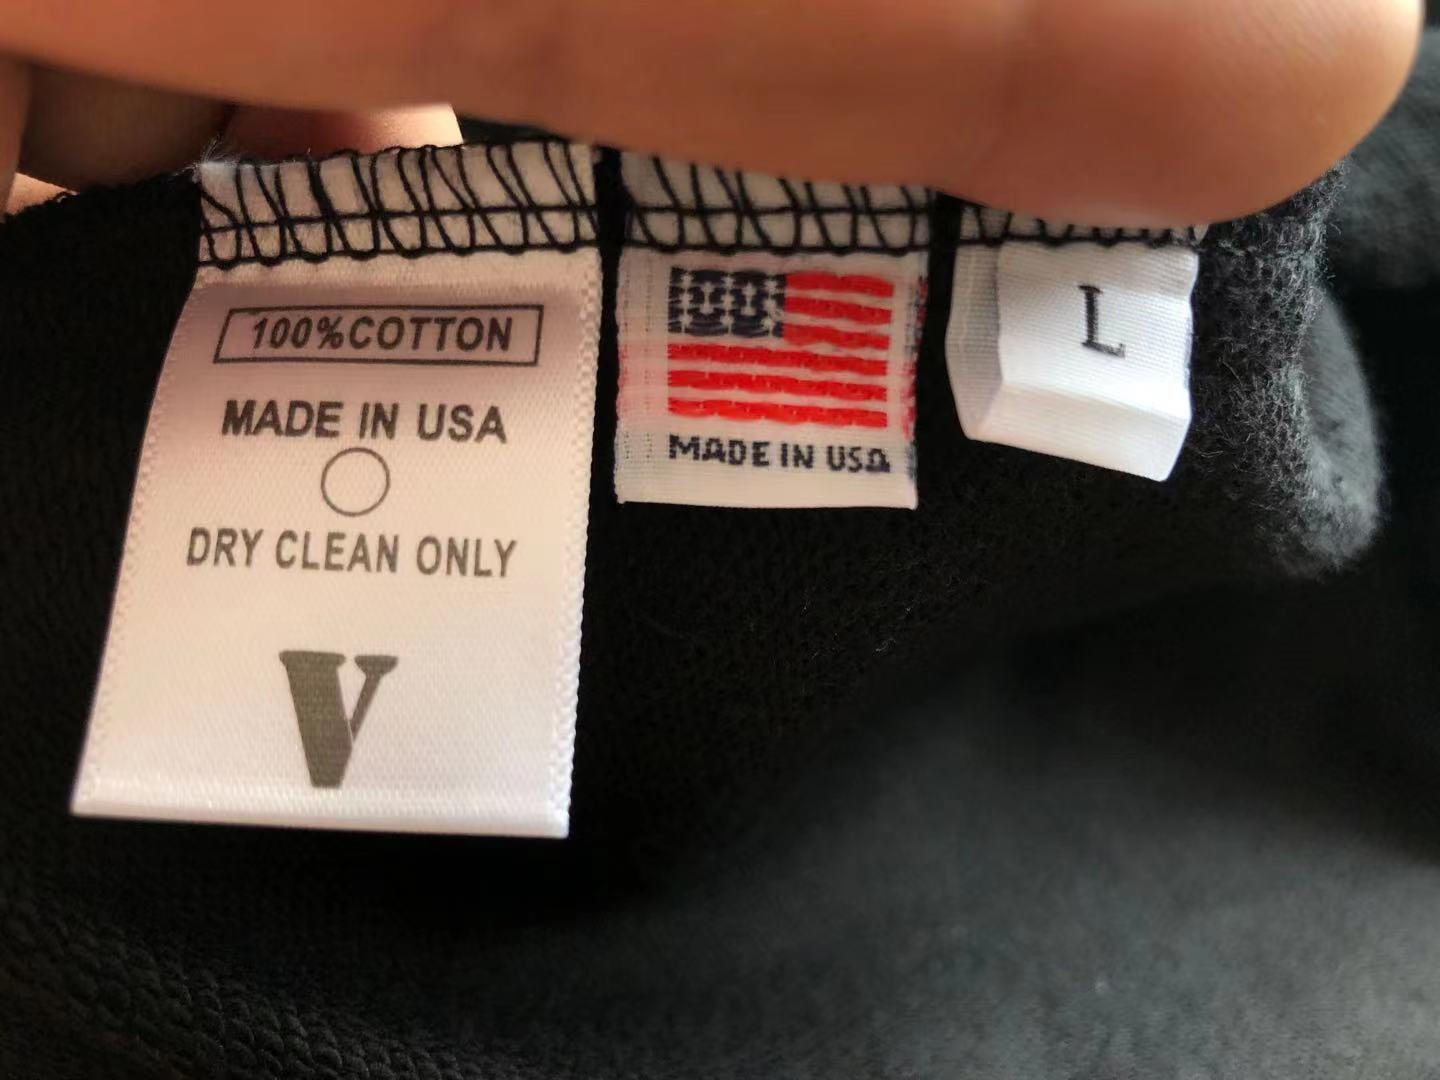 100%COTTON
MADE IN USA
DRY CLEAN ONLY
V
MADE IN USA
L